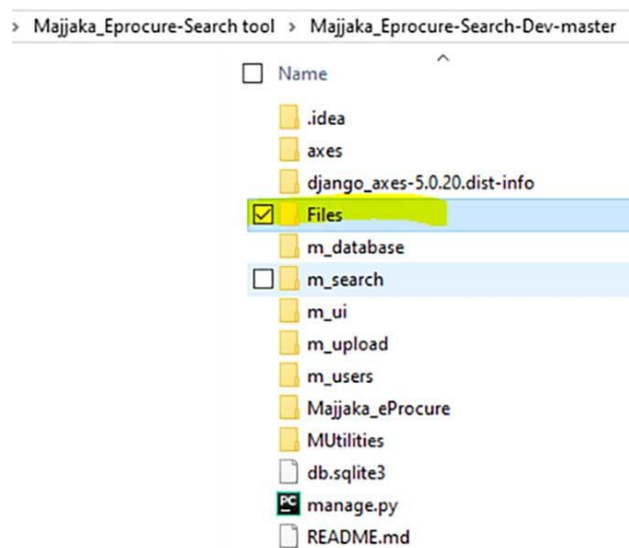 > Majjaka_Eprocure-Search tool > Majjaka_Eprocure-Search-Dev-master
Name
.idea
axes
django_axes-5.0.20.dist-info
Files
m_database
m_search
m_ui
m_upload
m_users
Majjaka_eProcure
MUtilities
db.sqlite3
PC manage.py
README.md